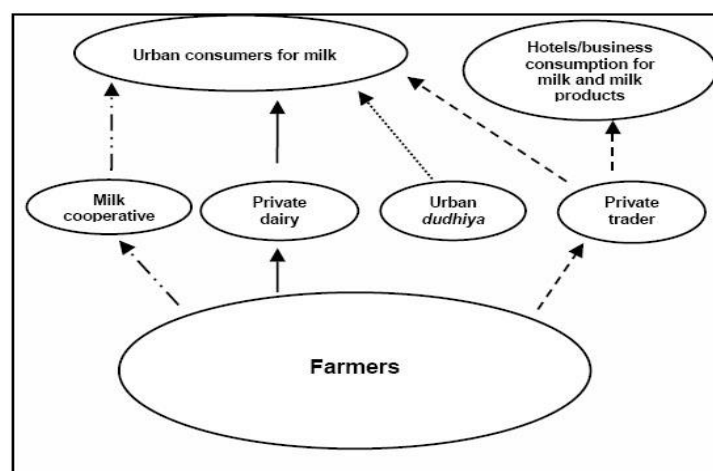 Urban consumers for milk
Hotels/business
consumption for
milk and milk
products
Milk
cooperative
Private
dairy
Urban
dudhiya
Private
trader
Farmers